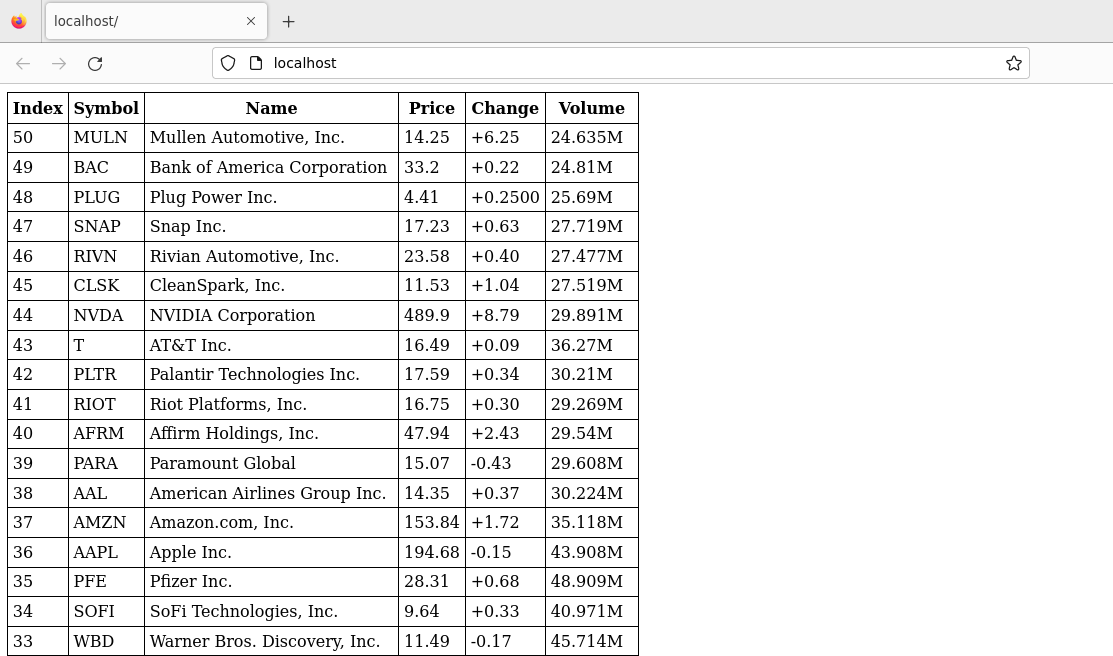 localhost/
localhost
Index Symbol Name Price Change Volume
50 MULN Mullen Automotive, Inc. 14.25 +6.25 24.635M
49 BAC Bank of America Corporation 33.2 +0.22 24.81M
48 PLUG Plug Power Inc. 4.41 +0.2500 25.69M
47 SNAP Snap Inc. 17.23 +0.63 27.719M
46 RIVN Rivian Automotive, Inc. 23.58 +0.40 27.477M
45 CLSK CleanSpark, Inc. 11.53 +1.04 27.519M
44 NVDA NVIDIA Corporation 489.9 +8.79 29.891M
43 T AT&T Inc. 16.49 +0.09 36.27M
42 PLTR Palantir Technologies Inc. 17.59 +0.34 30.21M
41 RIOT Riot Platforms, Inc. 16.75 +0.30 29.269M
40 AFRM Affirm Holdings, Inc. 47.94 +2.43 29.54M
39 PARA Paramount Global 15.07 -0.43 29.608M
38 AAL American Airlines Group Inc. 14.35 +0.37 30.224M
37 AMZN Amazon.com, Inc. 153.84 +1.72 35.118M
36 AAPL Apple Inc. 194.68 -0.15 43.908M
35 PFE Pfizer Inc. 28.31 +0.68 48.909M
34 SOFI SoFi Technologies, Inc. 9.64 +0.33 40.971M
33 WBD Warner Bros. Discovery, Inc. 11.49 -0.17 45.714M